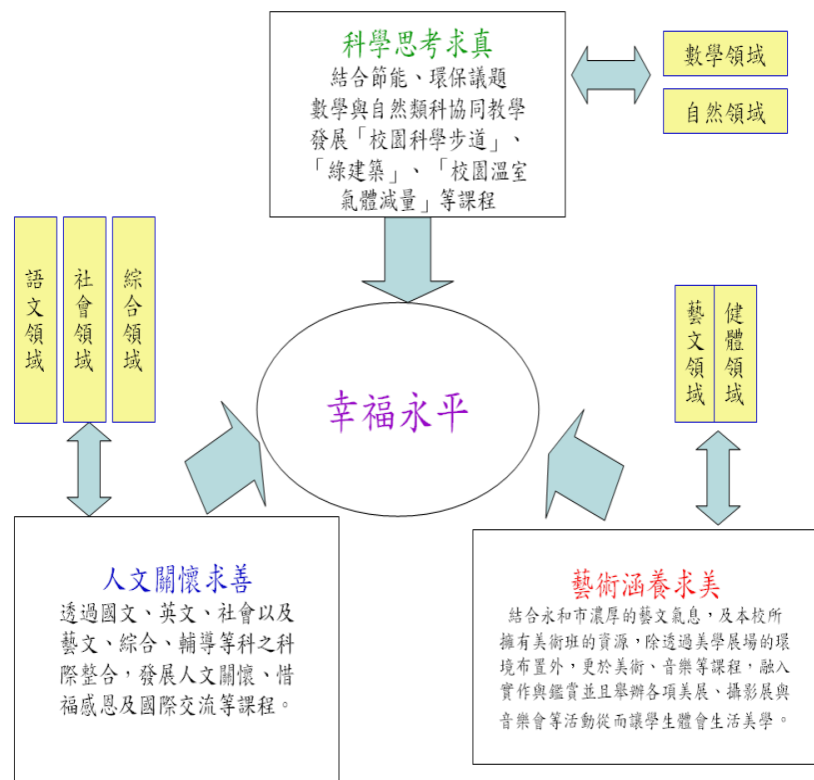 科學思考求真
結合節能、環保議題
數學與自然類科協同教學
發展「校園科學步道」、
「綠建築」、「校園溫室
氣體減量」等課程
數學領域
自然領域
語文領域
社會領域
綜合領域
藝文領域
健體領域
幸福永平
人文關懷求善
透過國文、英文、社會以及
藝文、綜合、輔導等科之科
際整合，發展人文關懷、惜
福感恩及國際交流等課程。
藝術涵養求美
結合永和市濃厚的藝文氣息，及本校所
擁有美術班的資源，除透過美學展場的環
境布置外，更於美術、音樂等課程，融入
實作與鑑賞並且舉辦各項美展、攝影展與
音樂會等活動從而讓學生體會生活美學。